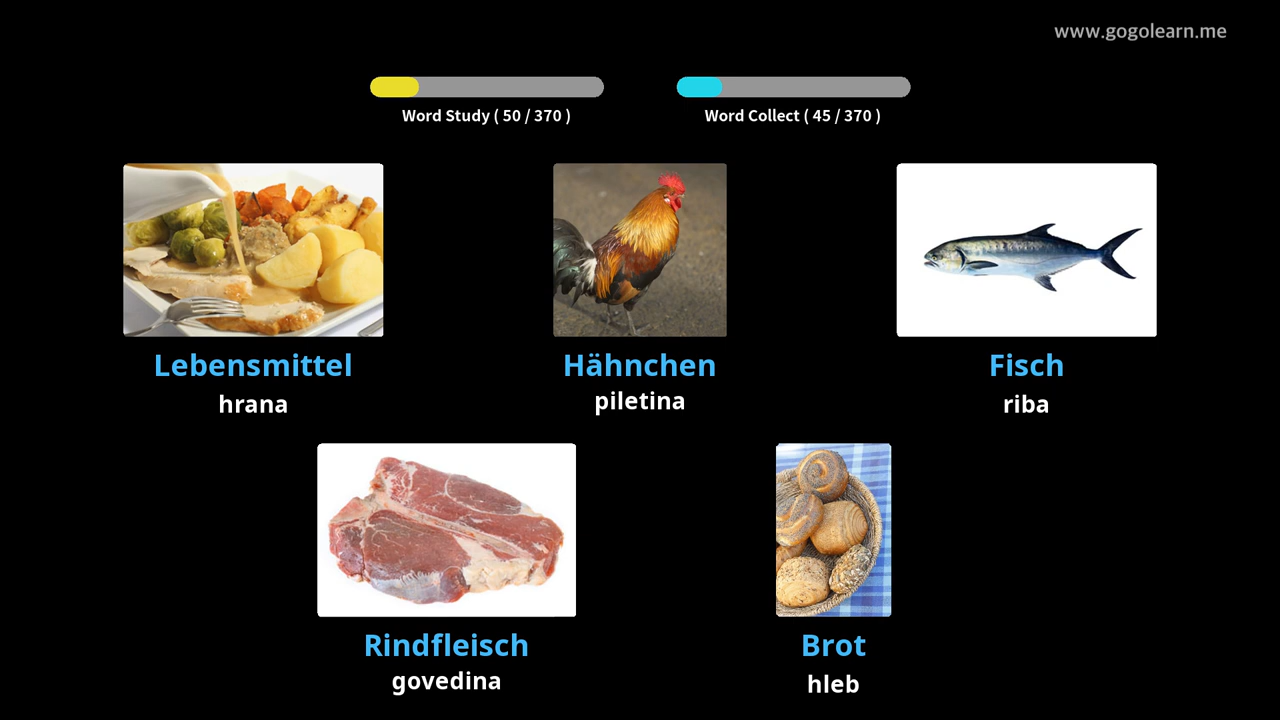 www.gogolearn.me
Word Study ( 50 / 370 )
Word Collect ( 45 / 370 )
Lebensmittel
hrana
Hähnchen
piletina
Fisch
riba
Rindfleisch
govedina
Brot
hleb